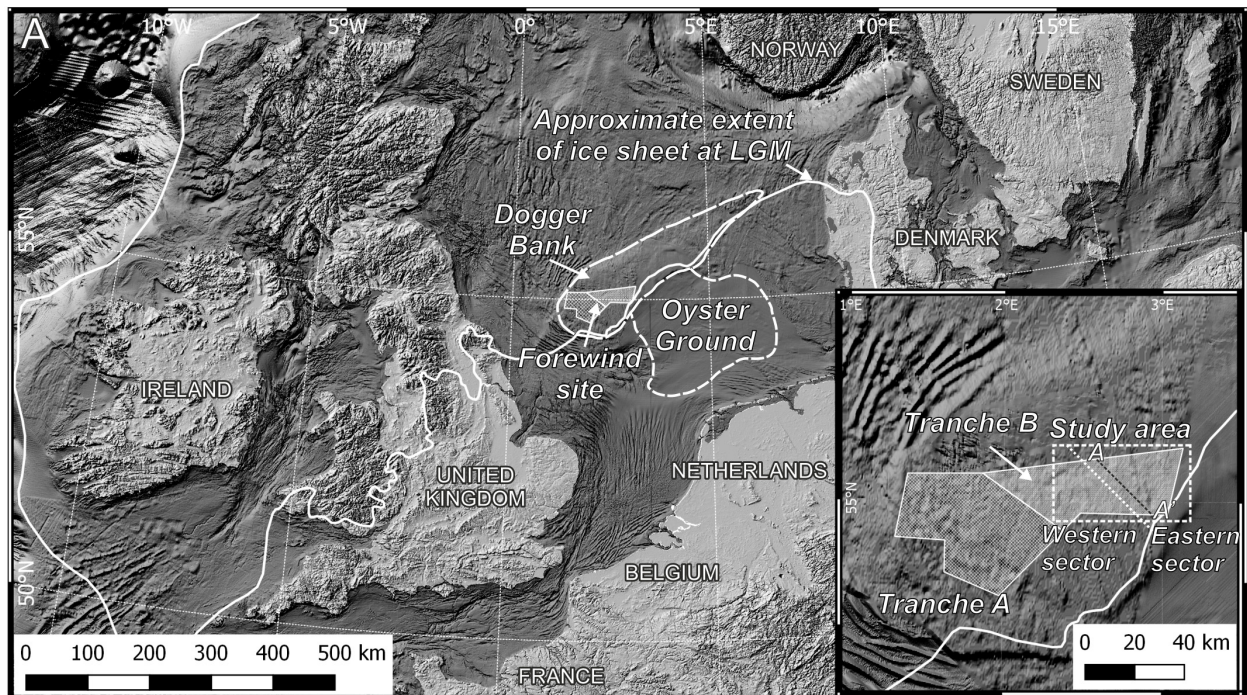 A
10°W
5°W
0°
5°E
10°E
15°E
NORWAY
SWEDEN
Approximate extent
of ice sheet at LGM
Dogger
Bank
55°N
DENMARK
Oyster
Ground
Forewind
site
IRELAND
UNITED
KINGDOM
NETHERLANDS
BELGIUM
50°N
FRANCE
0 100 200 300 400 500 km
1°E
2°E
3°E
Tranche B
Study area
A
55°N
A'
Western
sector
Eastern
sector
Tranche A
0 20 40 km